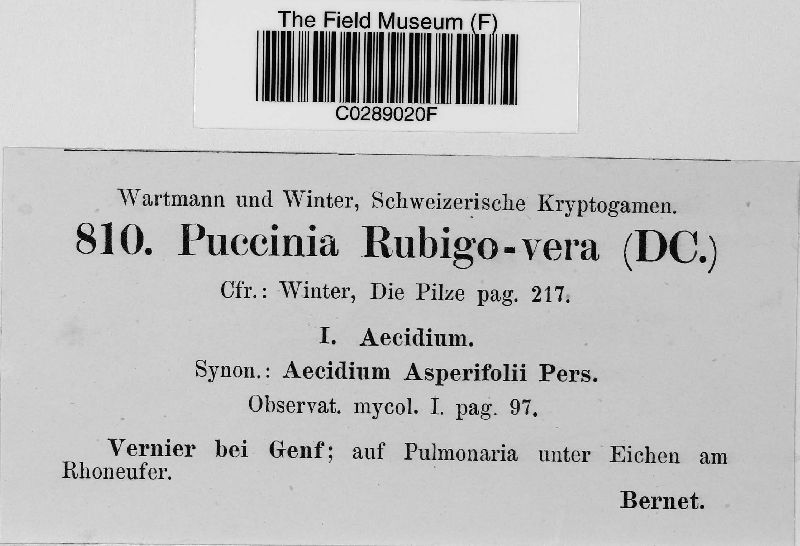 The Field Museum (F)
C0289020F
Wartmann und Winter, Schweizerische Kryptogamen.
810. Puccinia Rubigo-vera (DC.)
Cfr.: Winter, Die Pilze pag. 217.
I. Aecidium.
Synon.: Aecidium Asperifolii Pers.
Observat. mycol. I. pag. 97.
Vernier bei Genf; auf Pulmonaria unter Eichen am
Rhoneufer.
Bernet.